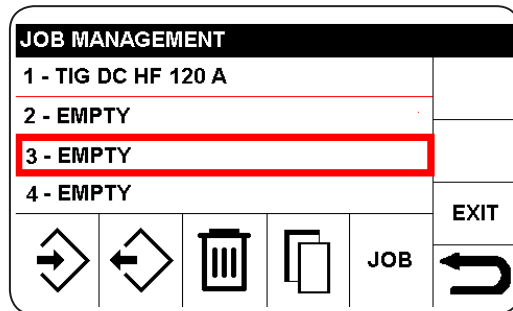 JOB MANAGEMENT
1 - TIG DC HF 120 A
2 - EMPTY
3 - EMPTY
4 - EMPTY
EXIT
JOB